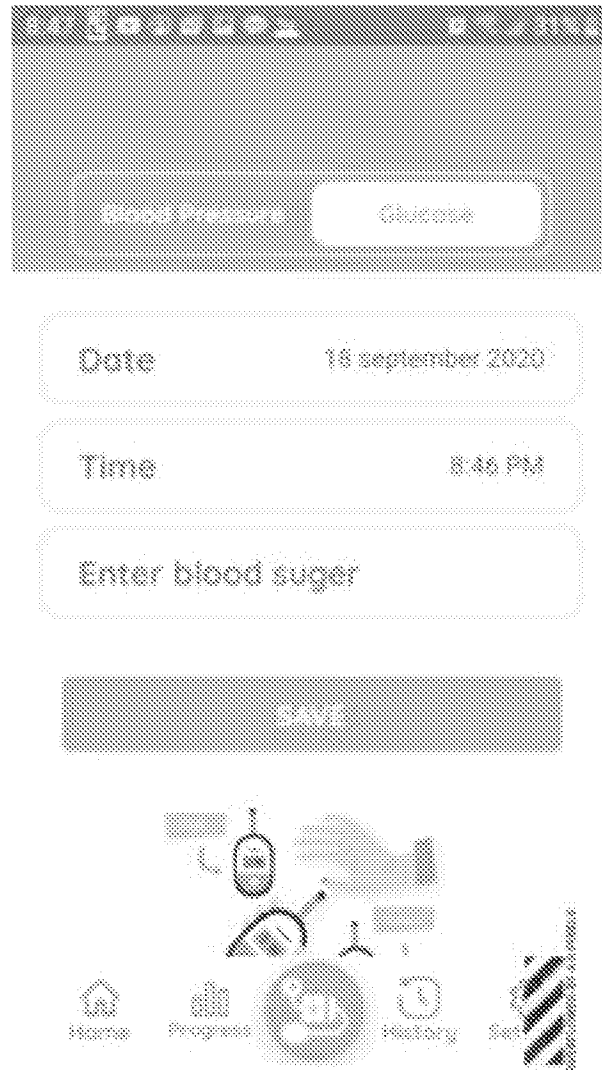 Blood Pressure Glucose
Date 18 september 2020
Time 8:46 PM
Enter blood suger
SAVE
Home Progress History